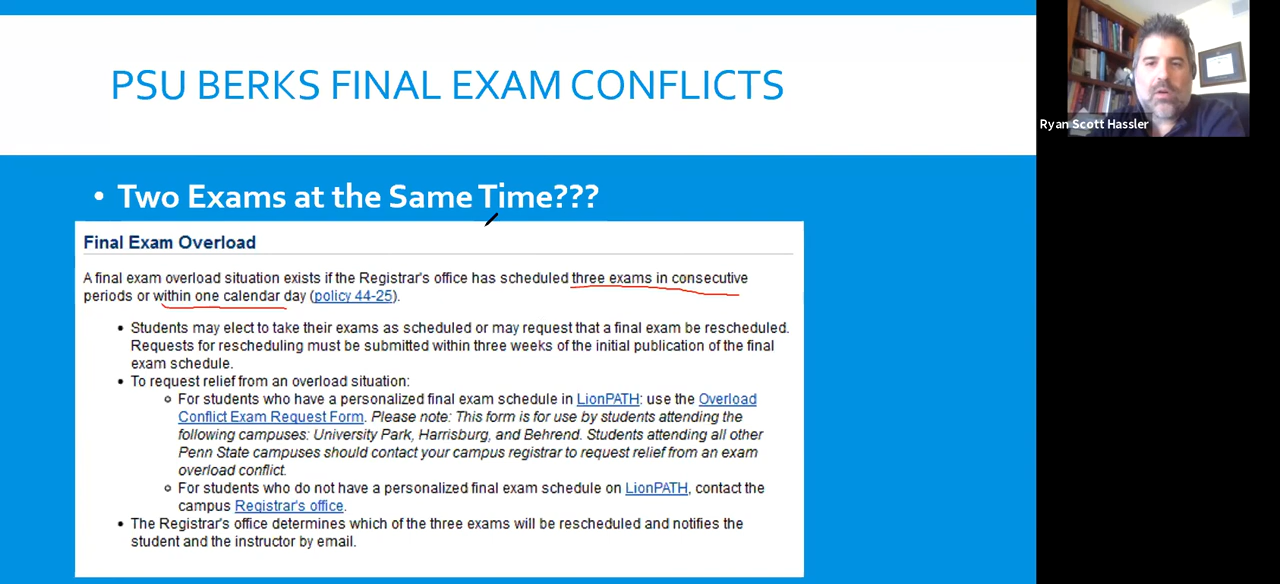 PSU BERKS FINAL EXAM CONFLICTS
Ryan Scott Hassler
• Two Exams at the Same Time???
Final Exam Overload
A final exam overload situation exists if the Registrar's office has scheduled three exams in consecutive
periods or within one calendar day (policy 44-25).
• Students may elect to take their exams as scheduled or may request that a final exam be rescheduled.
Requests for rescheduling must be submitted within three weeks of the initial publication of the final
exam schedule.
• To request relief from an overload situation:
○ For students who have a personalized final exam schedule in LionPATH: use the Overload
Conflict Exam Request Form. Please note: This form is for use by students attending the
following campuses: University Park, Harrisburg, and Behrend. Students attending all other
Penn State campuses should contact your campus registrar to request relief from an exam
overload conflict.
○ For students who do not have a personalized final exam schedule on LionPATH, contact the
campus Registrar's office.
• The Registrar's office determines which of the three exams will be rescheduled and notifies the
student and the instructor by email.